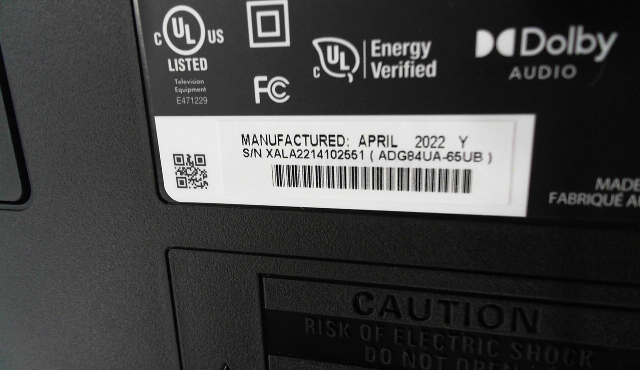 c UL US
LISTED
Television
Equipment
E471229
FC
c UL
Energy
Verified
Dolby
AUDIO
MANUFACTURED: APRIL 2022 Y
S/N XALA2214102551 ( ADG84UA-65UB )
MADE
FABRIQUÉ A
CAUTION
RISK OF ELECTRIC SHOCK
DO NOT OPEN